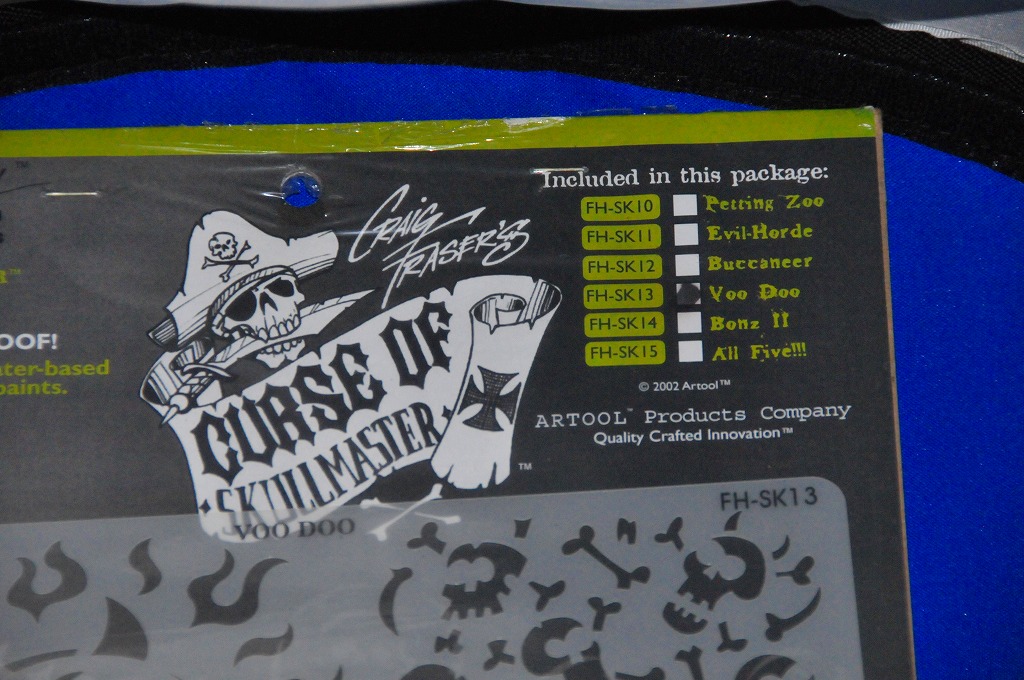 Craig
Fraser's
CURSE OF
SKULLMASTER
™
Included in this package:
FH-SK10 Petting Zoo
FH-SK11 Evil-Horde
FH-SK12 Buccaneer
FH-SK13 Voo Doo
FH-SK14 Bonz II
FH-SK15 All Five!!!
© 2002 Artool™
ARTOOL™ Products Company
Quality Crafted Innovation™
OOF!
ter-based
paints.
VOO DOO
FH-SK13